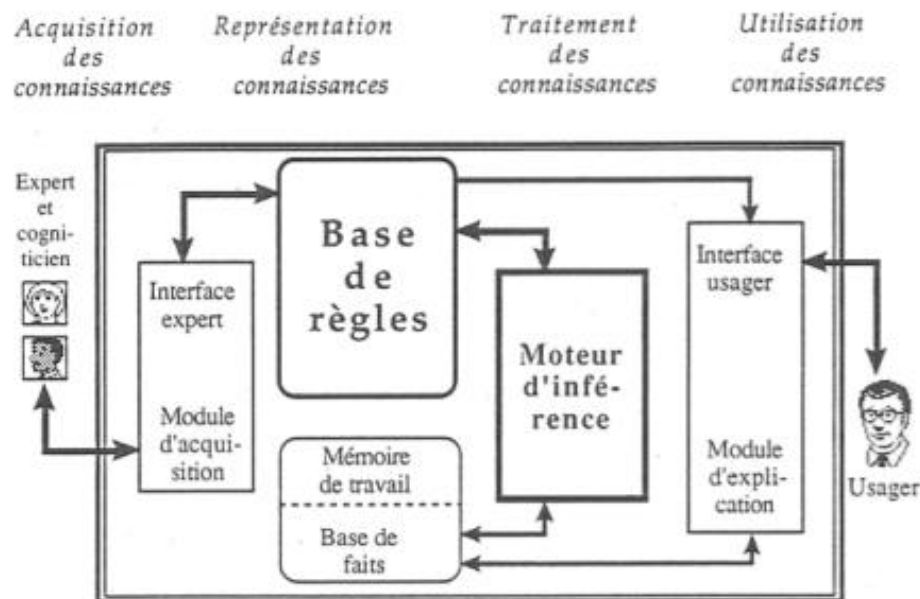 Acquisition
des
connaissances
Représentation
des
connaissances
Traitement
des
connaissances
Utilisation
des
connaissances
Expert
et
cogni-
ticien
Interface
expert
Module
d'acqui-
sition
Base
de
règles
Mémoire
de travail
Base de
faits
Moteur
d'infé-
rence
Interface
usager
Module
d'expli-
cation
Usager